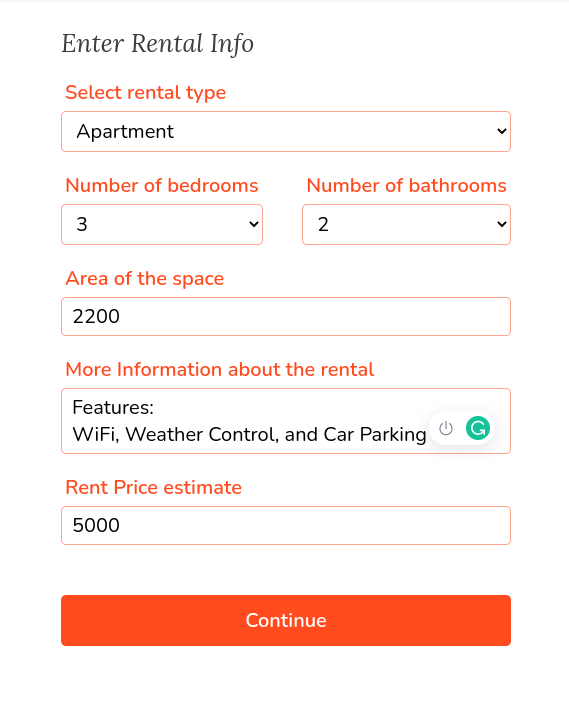 Enter Rental Info
Select rental type
Apartment
Number of bedrooms
Number of bathrooms
3
2
Area of the space
2200
More Information about the rental
Features:
WiFi, Weather Control, and Car Parking
Rent Price estimate
5000
Continue